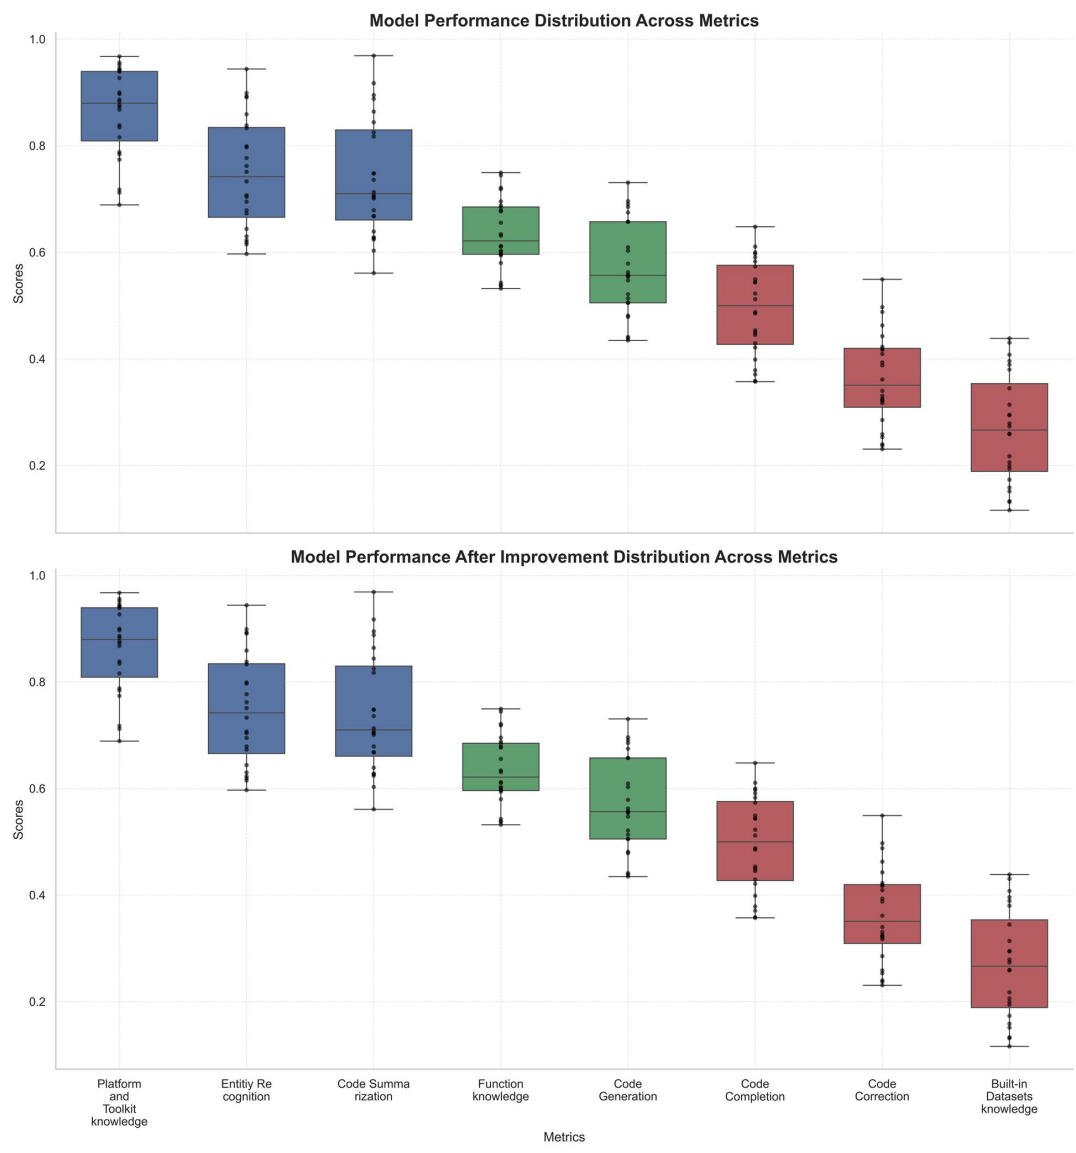 Model Performance Distribution Across Metrics
1.0
0.8
0.6
0.4
0.2
Scores
Model Performance After Improvement Distribution Across Metrics
1.0
0.8
0.6
0.4
0.2
Scores
Platform
and
Toolkit
knowledge
Entitiy Re
cognition
Code Summa
rization
Function
knowledge
Code
Generation
Code
Completion
Code
Correction
Built-in
Datasets
knowledge
Metrics